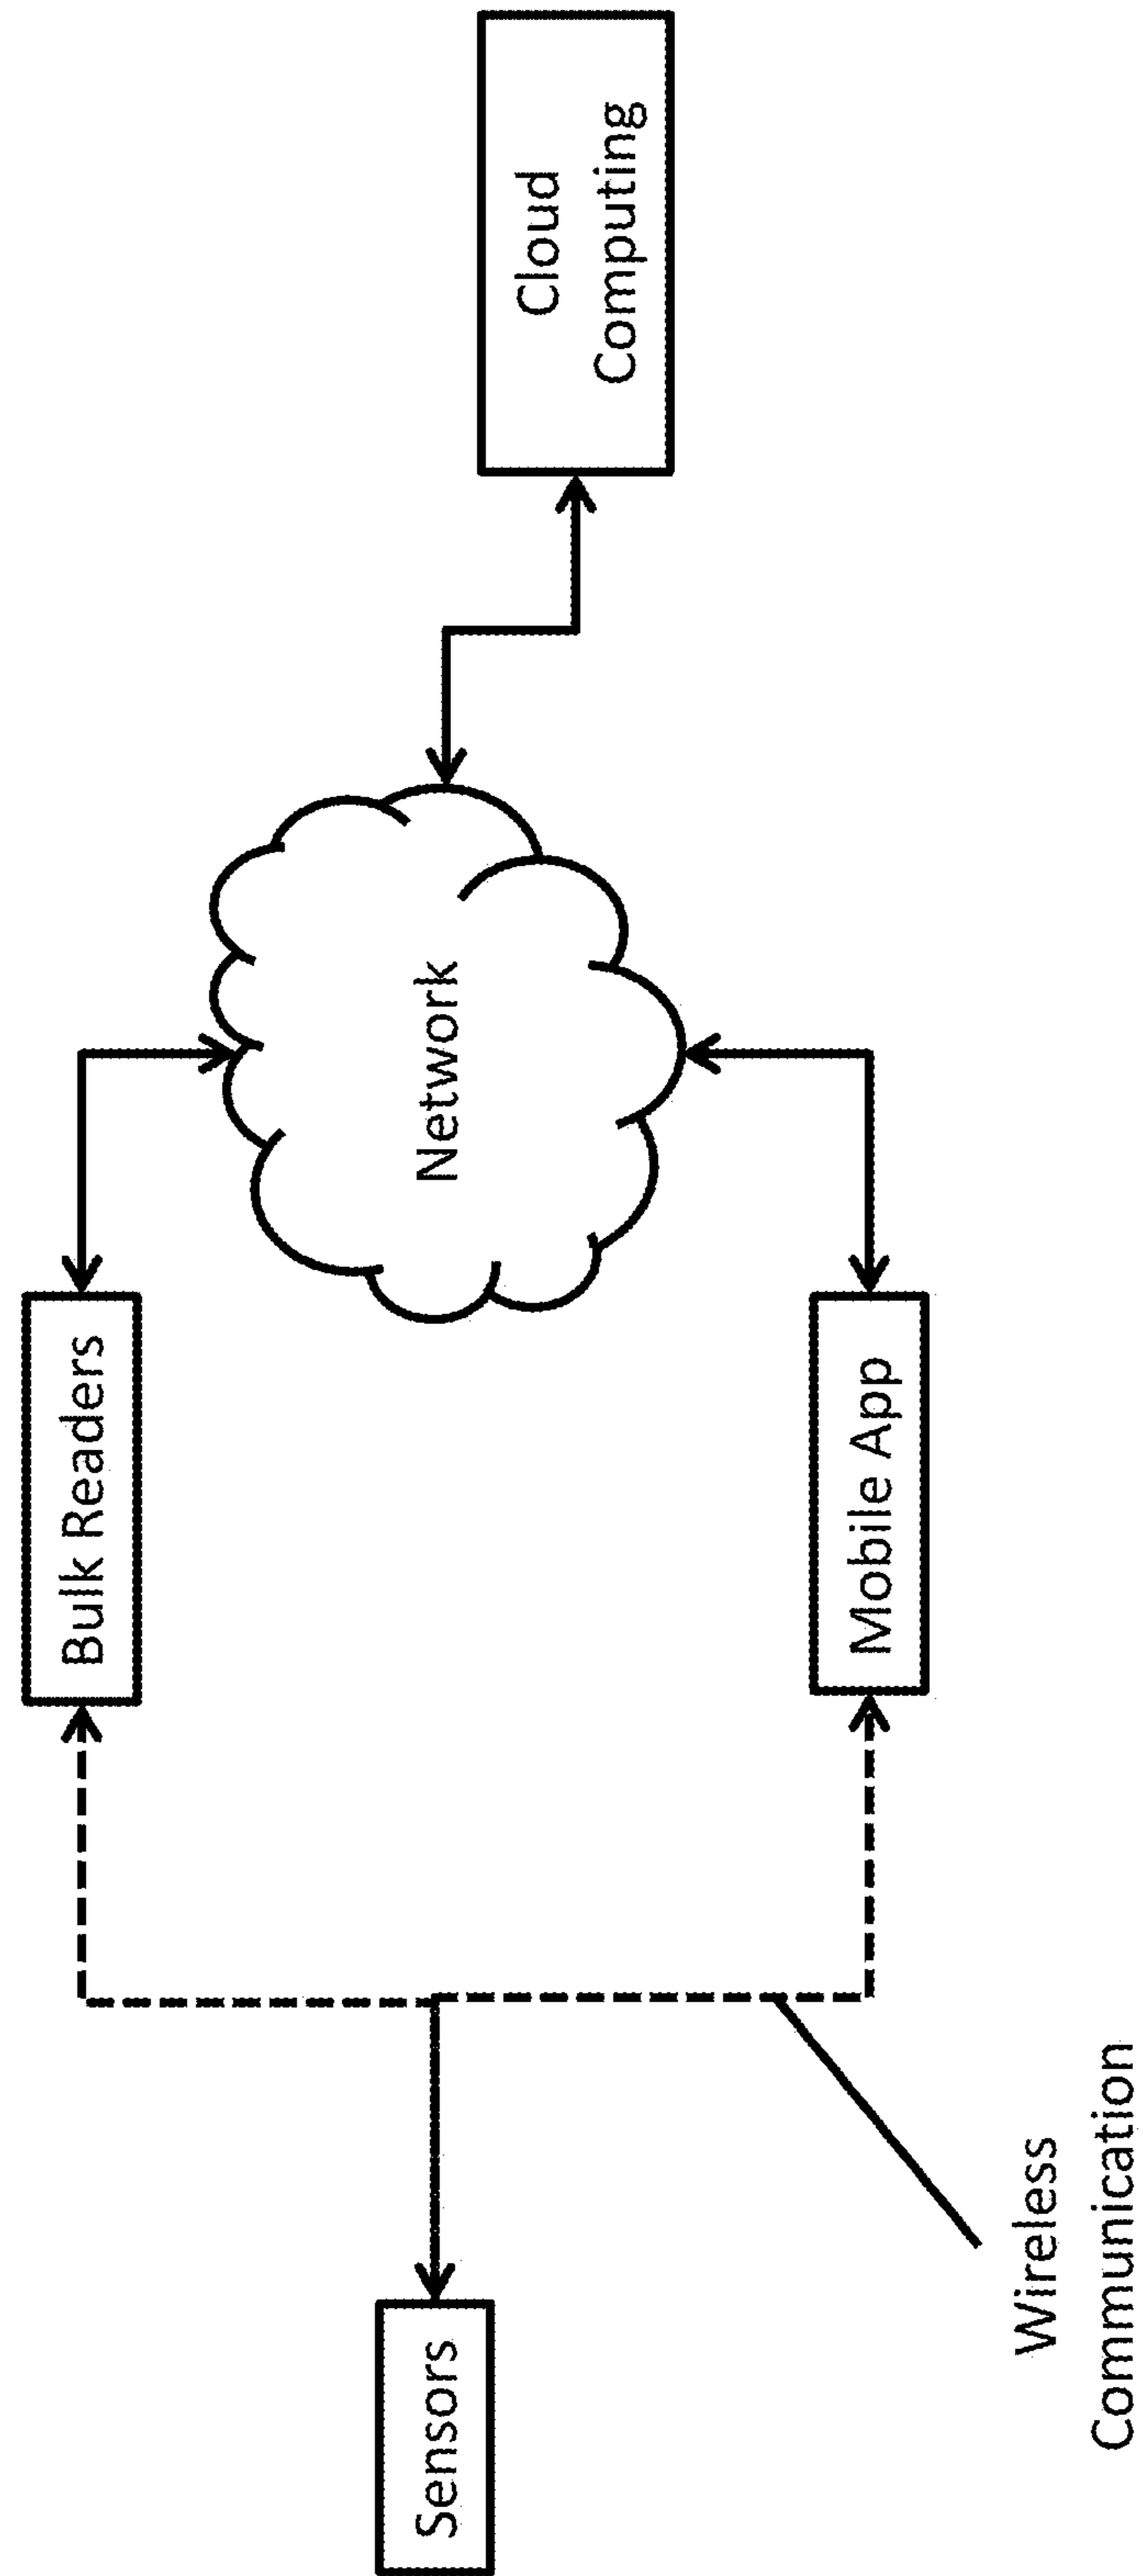 Sensors
Bulk Readers
Mobile App
Wireless
Communication
Network
Cloud
Computing